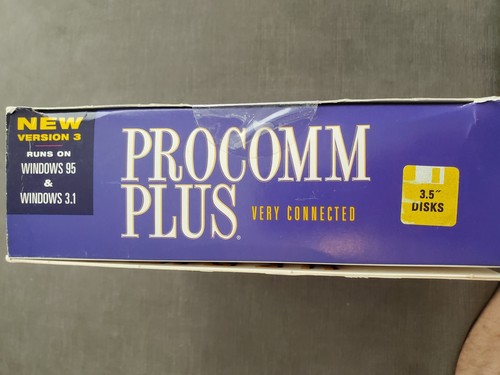 NEW
VERSION 3
RUNS ON
WINDOWS 95
&
WINDOWS 3.1
PROCOMM
PLUS®
VERY CONNECTED
3.5"
DISKS